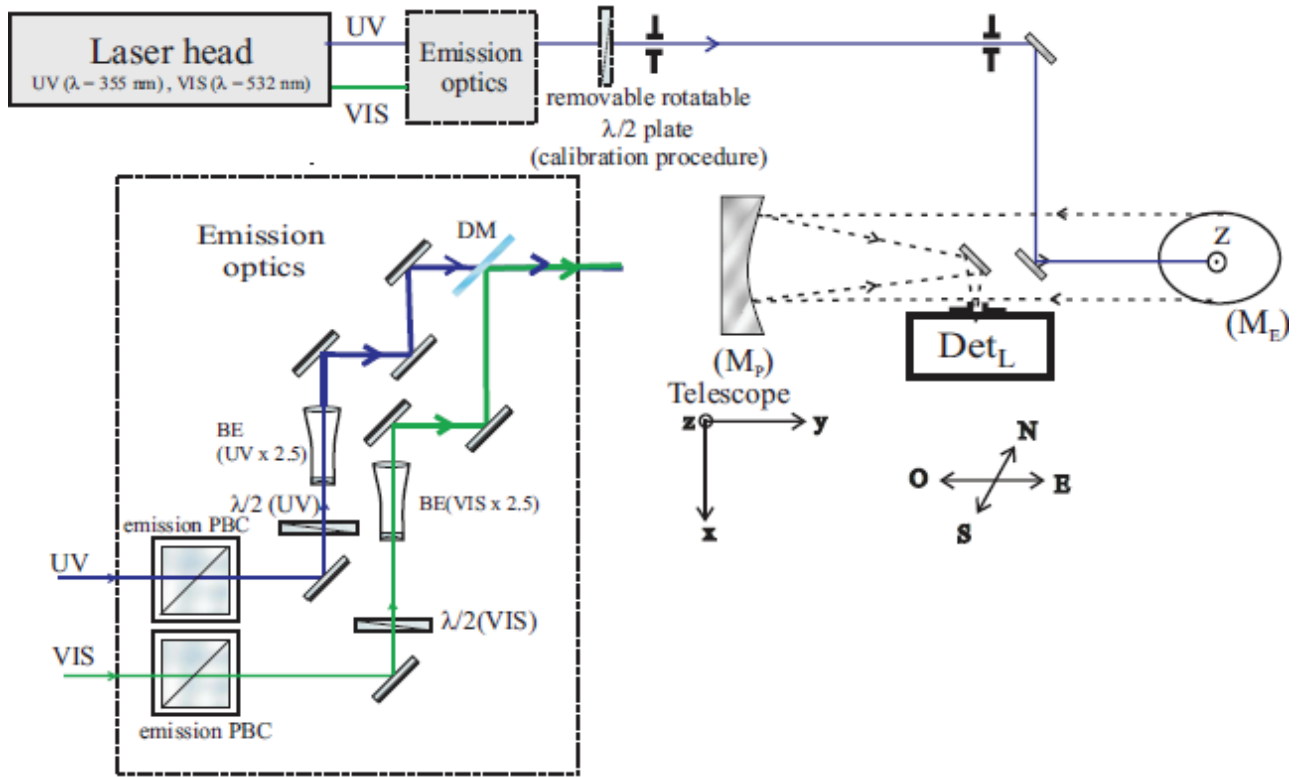 UV
Laser head
UV (λ = 355 nm) , VIS (λ = 532 nm)
VIS
Emission
optics
removable rotatable
λ/2 plate
(calibration procedure)
Emission
optics
DM
BE
(UV x 2.5)
λ/2 (UV)
BE(VIS x 2.5)
emission PBC
UV
λ/2(VIS)
VIS
emission PBC
Z
(M_E)
Det_L
(M_P)
Telescope
z
y
x
N
O
E
S